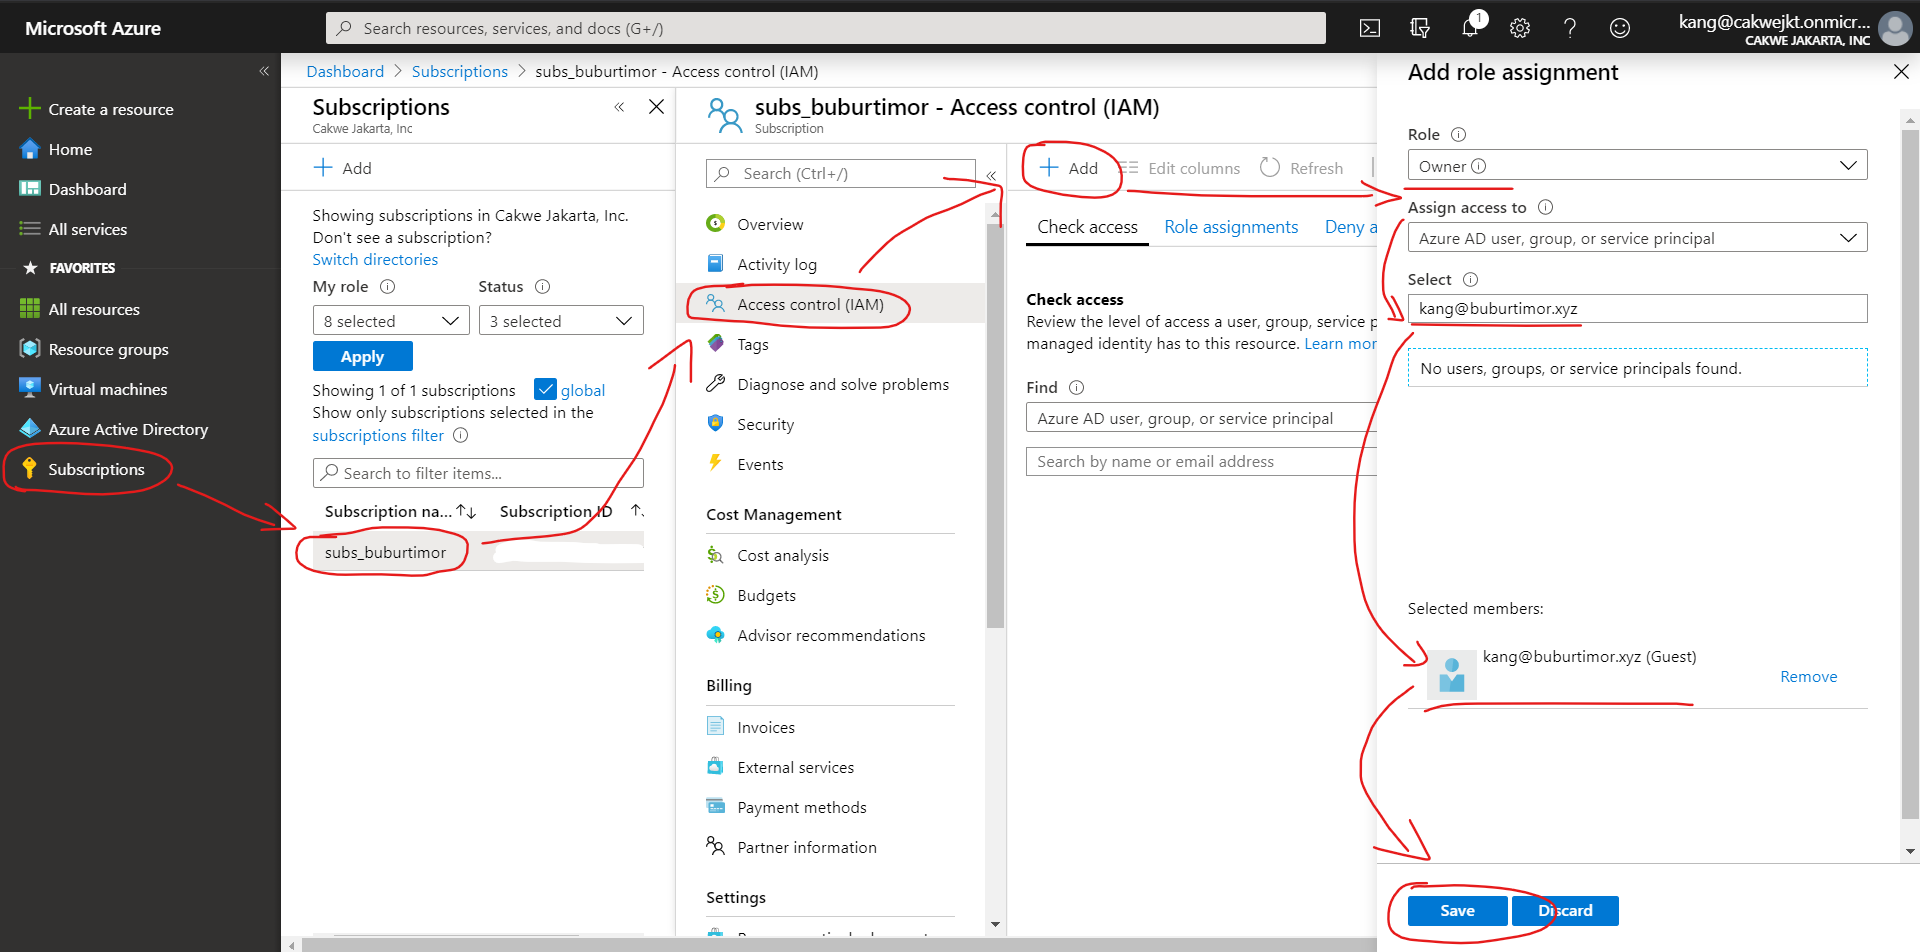 Microsoft Azure
Search resources, services, and docs (G+/)
1
kang@cakwejkt.onmicr...
CAKWE JAKARTA, INC
Create a resource
Home
Dashboard
All services
FAVORITES
All resources
Resource groups
Virtual machines
Azure Active Directory
Subscriptions
Dashboard > Subscriptions > subs_buburtimor - Access control (IAM)
Subscriptions
Cakwe Jakarta, Inc
Add
Showing subscriptions in Cakwe Jakarta, Inc.
Don't see a subscription?
Switch directories
My role Status
8 selected 3 selected
Apply
Showing 1 of 1 subscriptions global
Show only subscriptions selected in the
subscriptions filter
Search to filter items...
Subscription na... Subscription ID
subs_buburtimor
subs_buburtimor - Access control (IAM)
Subscription
Search (Ctrl+/)
Overview
Activity log
Access control (IAM)
Tags
Diagnose and solve problems
Security
Events
Cost Management
Cost analysis
Budgets
Advisor recommendations
Billing
Invoices
External services
Payment methods
Partner information
Settings
Add Edit columns Refresh
Check access Role assignments Deny a
Check access
Review the level of access a user, group, service p
managed identity has to this resource. Learn mor
Find
Azure AD user, group, or service principal
Search by name or email address
Add role assignment
Role
Owner
Assign access to
Azure AD user, group, or service principal
Select
kang@buburtimor.xyz
No users, groups, or service principals found.
Selected members:
kang@buburtimor.xyz (Guest)
Remove
Save Discard